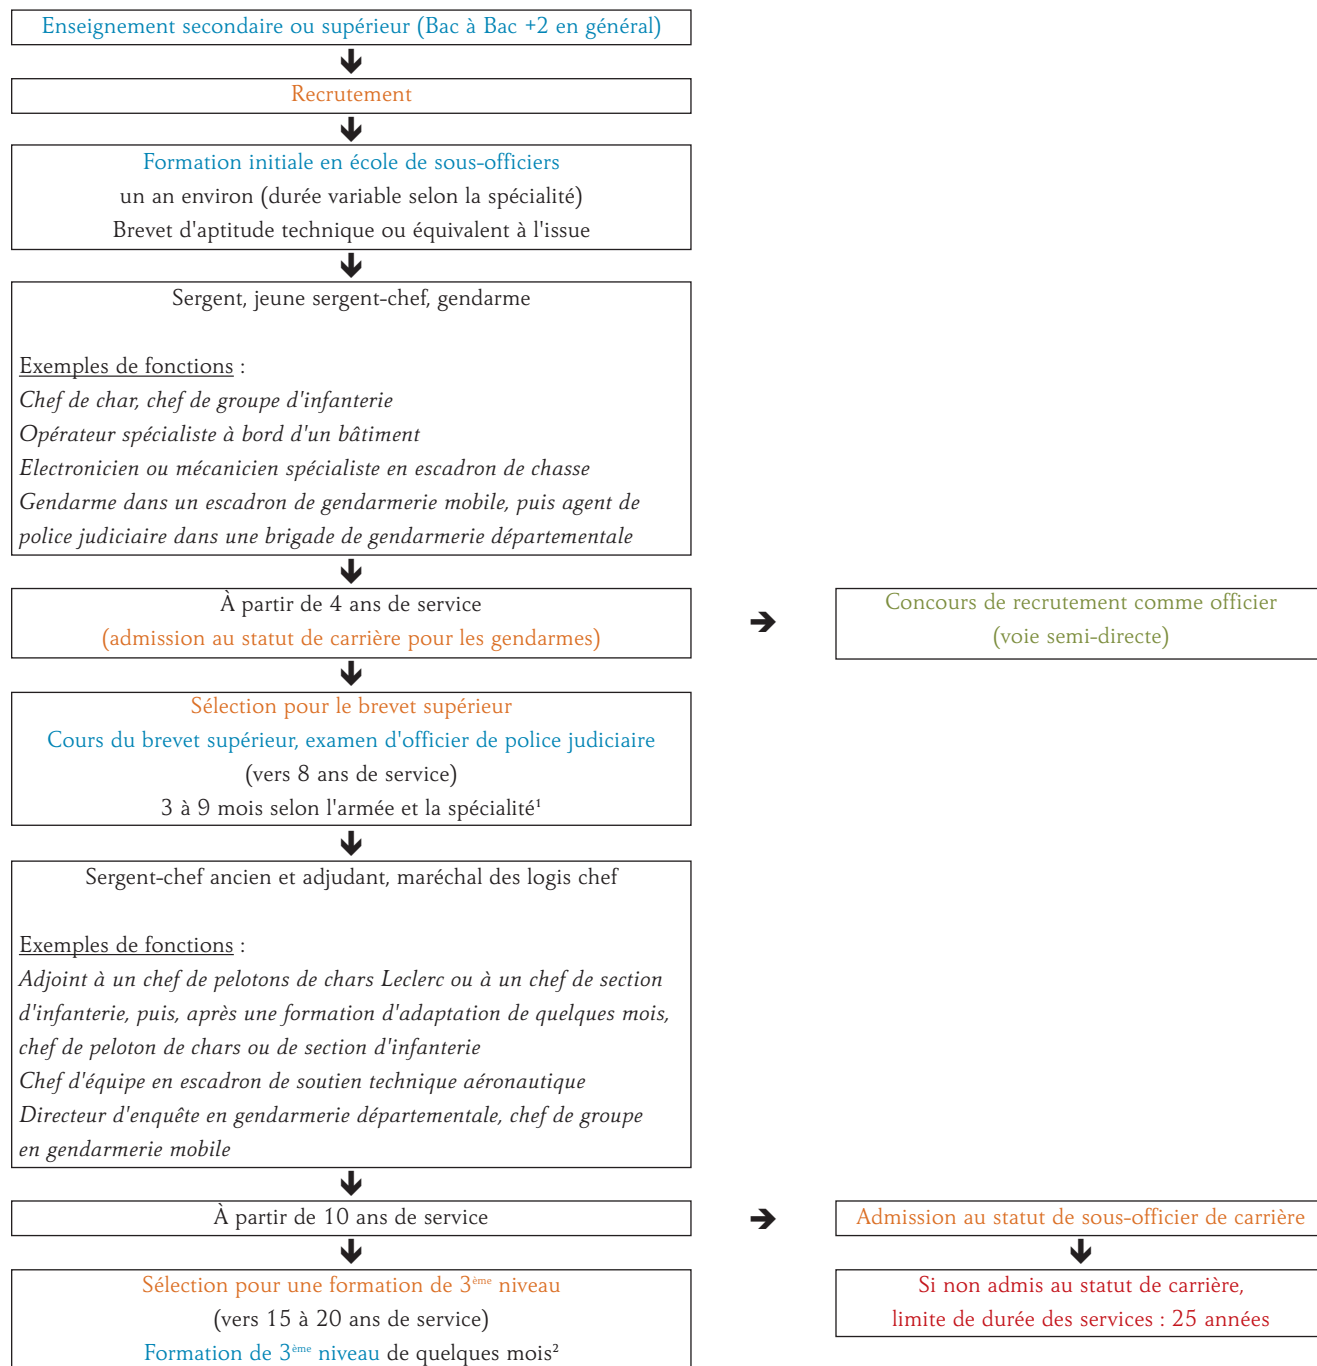 Enseignement secondaire ou supérieur (Bac à Bac +2 en général)
Recrutement
Formation initiale en école de sous-officiers
un an environ (durée variable selon la spécialité)
Brevet d'aptitude technique ou équivalent à l'issue
Sergent, jeune sergent-chef, gendarme
Exemples de fonctions :
Chef de char, chef de groupe d'infanterie
Opérateur spécialiste à bord d'un bâtiment
Electronicien ou mécanicien spécialiste en escadron de chasse
Gendarme dans un escadron de gendarmerie mobile, puis agent de
police judiciaire dans une brigade de gendarmerie départementale
À partir de 4 ans de service
(admission au statut de carrière pour les gendarmes)
Concours de recrutement comme officier
(voie semi-directe)
Sélection pour le brevet supérieur
Cours du brevet supérieur, examen d'officier de police judiciaire
(vers 8 ans de service)
3 à 9 mois selon l'armée et la spécialité¹
Sergent-chef ancien et adjudant, maréchal des logis chef
Exemples de fonctions :
Adjoint à un chef de pelotons de chars Leclerc ou à un chef de section
d'infanterie, puis, après une formation d'adaptation de quelques mois,
chef de peloton de chars ou de section d'infanterie
Chef d'équipe en escadron de soutien technique aéronautique
Directeur d'enquête en gendarmerie départementale, chef de groupe
en gendarmerie mobile
À partir de 10 ans de service
Admission au statut de sous-officier de carrière
Sélection pour une formation de 3ème niveau
(vers 15 à 20 ans de service)
Formation de 3ème niveau de quelques mois²
Si non admis au statut de carrière,
limite de durée des services : 25 années